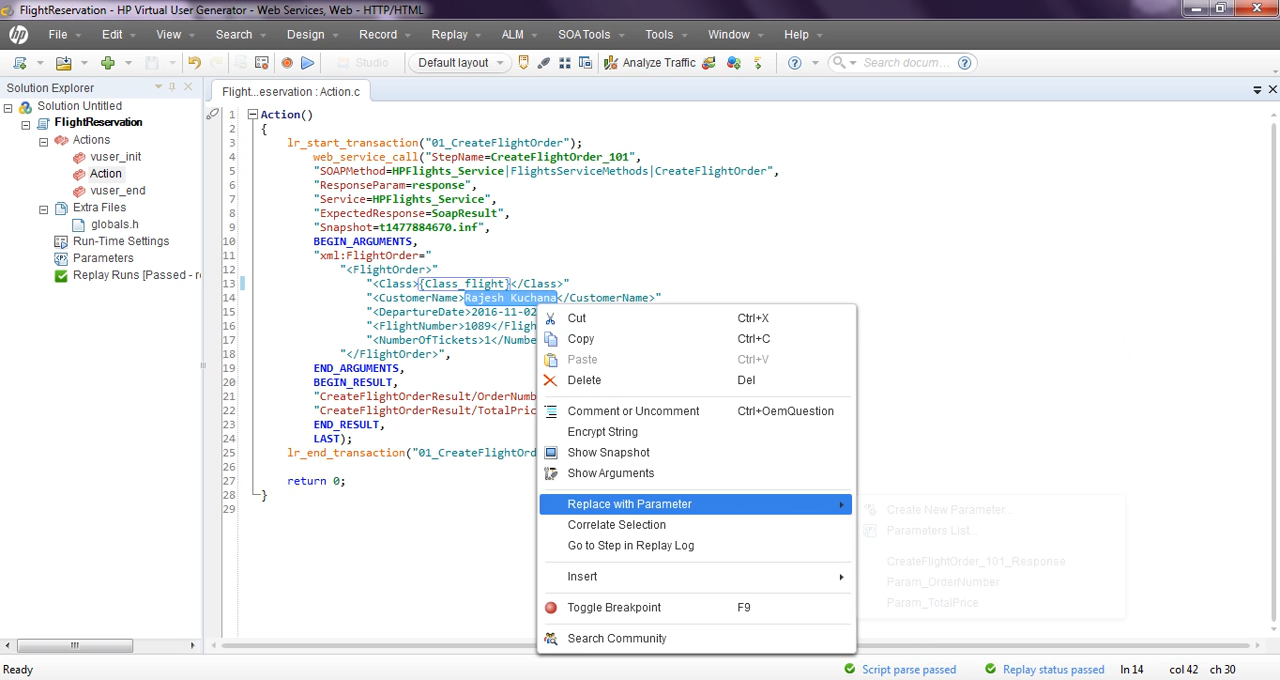 FlightReservation - HP Virtual User Generator - Web Services, Web - HTTP/HTML
hp File Edit View Search Design Record Replay ALM SOA Tools Tools Window Help
Studio Default layout Analyze Traffic Search docum...
Solution Explorer
Solution Untitled
FlightReservation
Actions
vuser_init
Action
vuser_end
Extra Files
globals.h
Run-Time Settings
Parameters
Replay Runs [Passed - r
Flight...eservation : Action.c
1 Action()
2 {
3 lr_start_transaction("01_CreateFlightOrder");
4 web_service_call("StepName=CreateFlightOrder_101",
5 "SOAPMethod=HPFlights_Service|FlightsServiceMethods|CreateFlightOrder",
6 "ResponseParam=response",
7 "Service=HPFlights_Service",
8 "ExpectedResponse=SoapResult",
9 "Snapshot=t1477884670.inf",
10 BEGIN_ARGUMENTS,
11 "xml:FlightOrder="
12 "<FlightOrder>"
13 "<Class>{Class_flight}</Class>"
14 "<CustomerName>Rajesh Kuchana</CustomerName>"
15 "<DepartureDate>2016-11-02
16 "<FlightNumber>1089</Fligh
17 "<NumberOfTickets>1</Numbe
18 "</FlightOrder>",
19 END_ARGUMENTS,
20 BEGIN_RESULT,
21 "CreateFlightOrderResult/OrderNumb
22 "CreateFlightOrderResult/TotalPric
23 END_RESULT,
24 LAST);
25 lr_end_transaction("01_CreateFlightOrd
26
27 return 0;
28 }
29
Cut Ctrl+X
Copy Ctrl+C
Paste Ctrl+V
Delete Del
Comment or Uncomment Ctrl+OemQuestion
Encrypt String
Show Snapshot
Show Arguments
Replace with Parameter
Correlate Selection
Go to Step in Replay Log
Insert
Toggle Breakpoint F9
Search Community
Create New Parameter...
Parameters List...
CreateFlightOrder_101_Response
Param_OrderNumber
Param_TotalPrice
Ready Script parse passed Replay status passed ln 14 col 42 ch 30